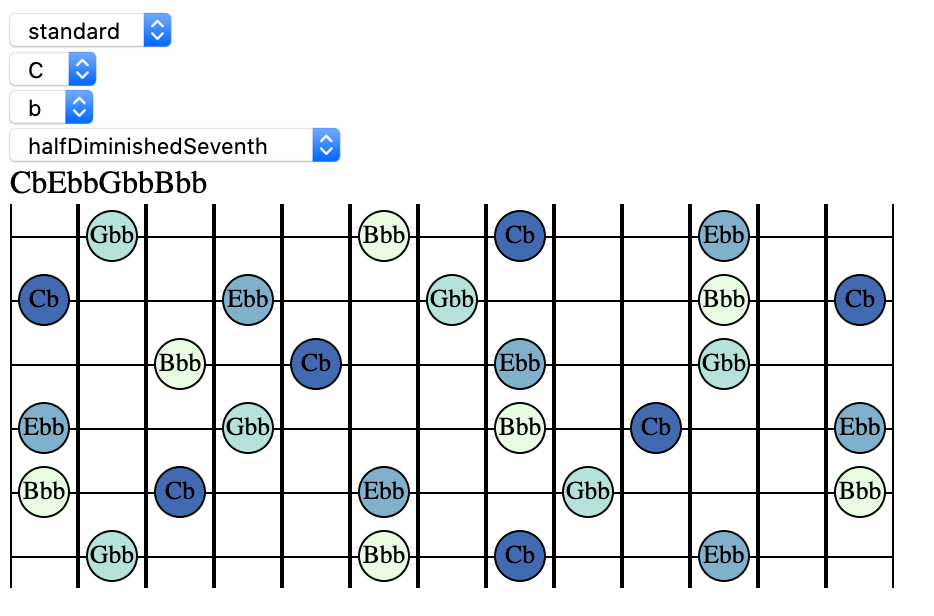 standard
C
b
halfDiminishedSeventh
CbEbbGbbBbb
Gbb Bbb Cb Ebb
Cb Ebb Gbb Bbb Cb
Bbb Cb Ebb Gbb
Ebb Gbb Bbb Cb Ebb
Bbb Cb Ebb Gbb Bbb
Gbb Bbb Cb Ebb